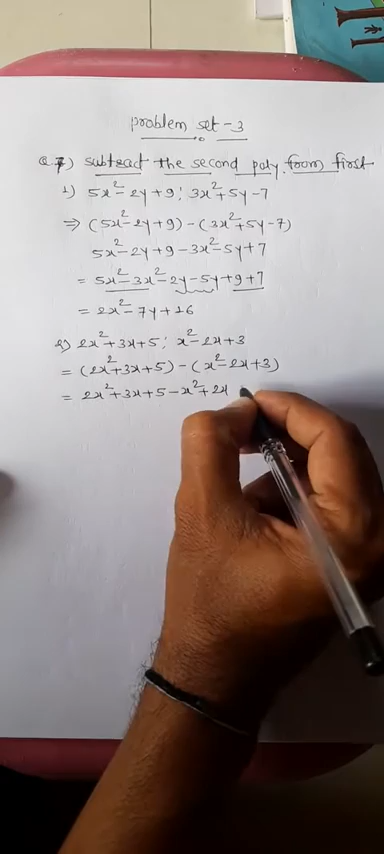 problem set - 3
Q.7) subtract the second poly. from first
1) 5x² - 2y + 9 ; 3x² + 5y - 7
⇒ (5x² - 2y + 9) - (3x² + 5y - 7)
5x² - 2y + 9 - 3x² - 5y + 7
= 5x² - 3x² - 2y - 5y + 9 + 7
= 2x² - 7y + 16
2) 2x² + 3x + 5 ; x² - 2x + 3
= (2x² + 3x + 5) - (x² - 2x + 3)
= 2x² + 3x + 5 - x² + 2x